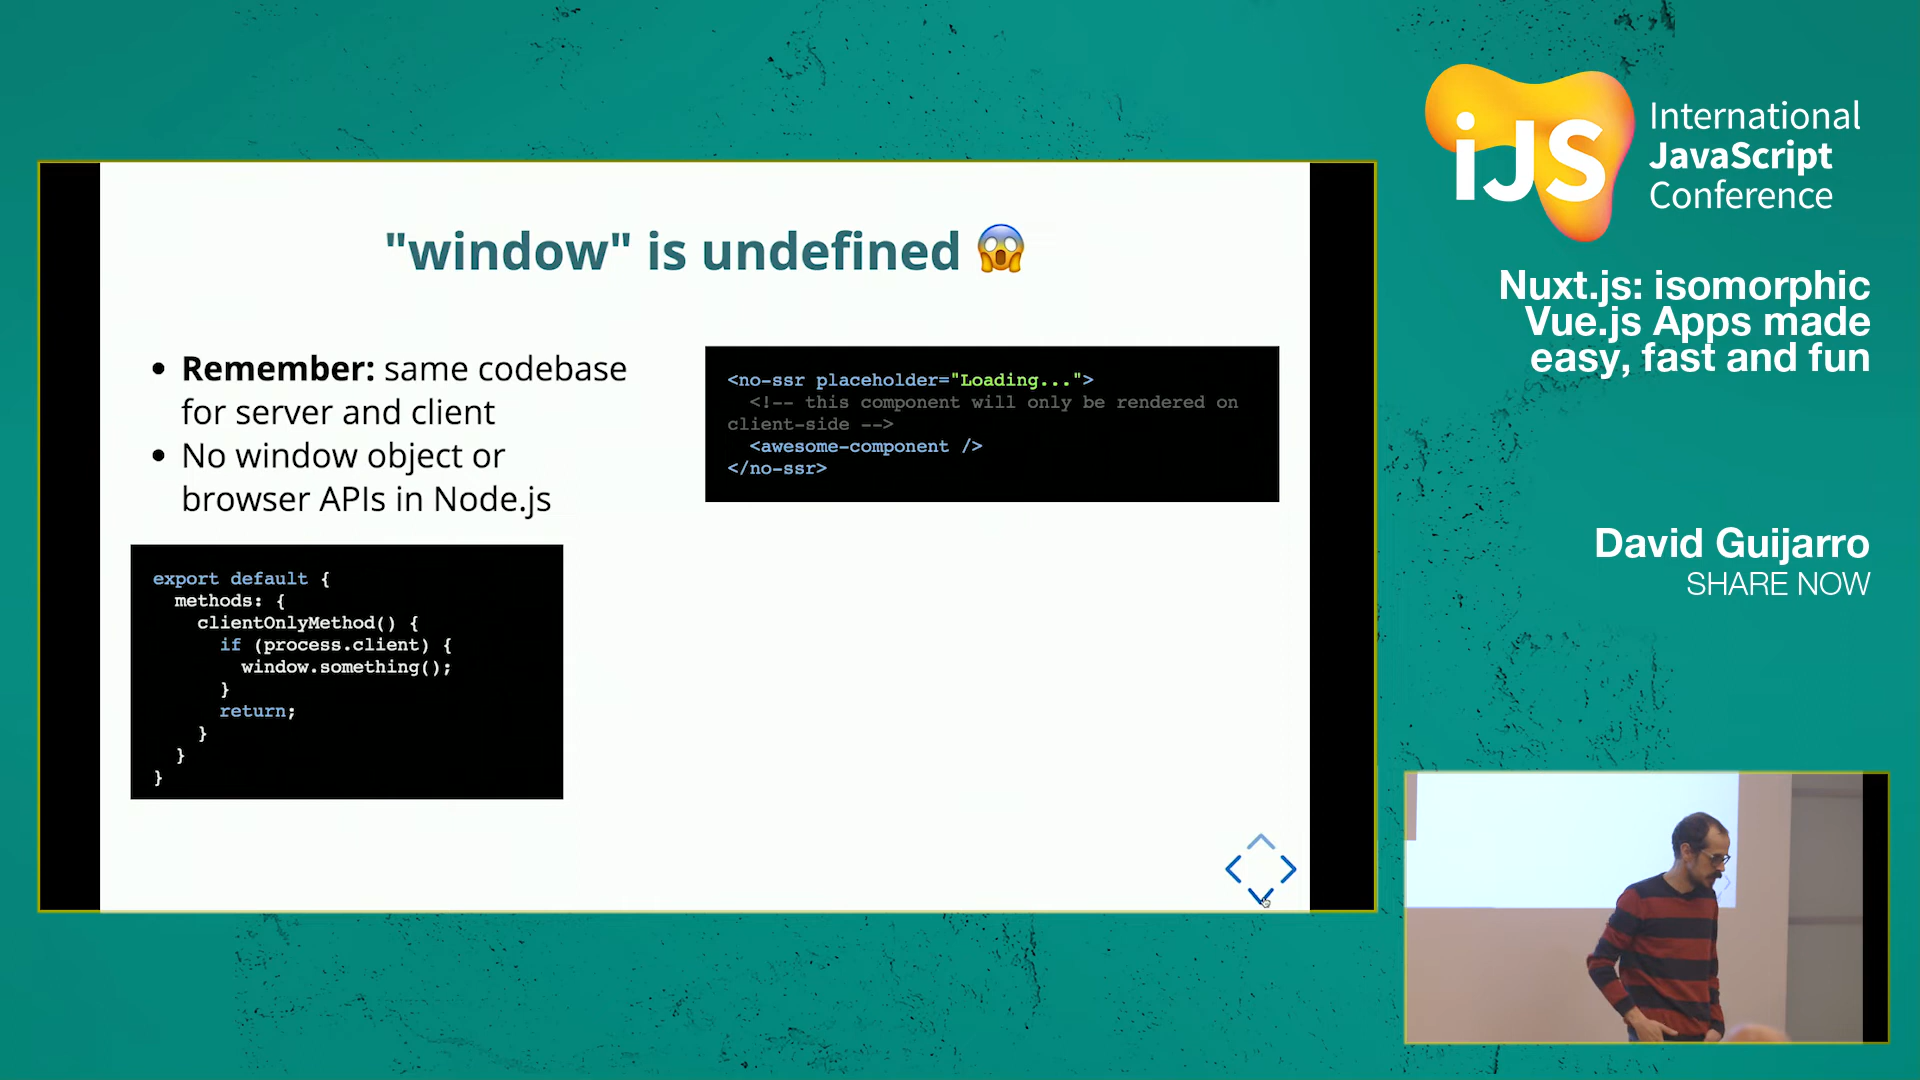 "window" is undefined 😱
• Remember: same codebase
for server and client
• No window object or
browser APIs in Node.js
export default {
  methods: {
    clientOnlyMethod() {
      if (process.client) {
        window.something();
      }
      return;
    }
  }
}
<no-ssr placeholder="Loading...">
  <!-- this component will only be rendered on
client-side -->
  <awesome-component />
</no-ssr>
iJS
International
JavaScript
Conference
Nuxt.js: isomorphic
Vue.js Apps made
easy, fast and fun
David Guijarro
SHARE NOW